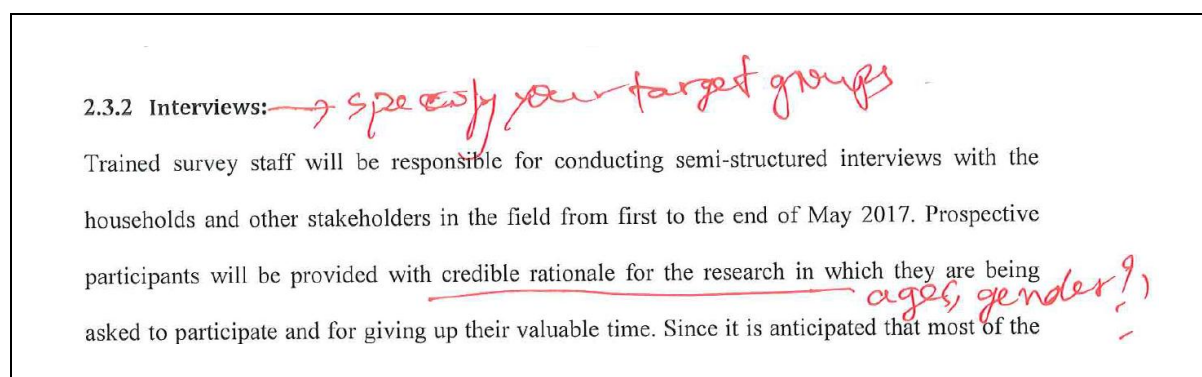 2.3.2 Interviews: → specify your target groups
Trained survey staff will be responsible for conducting semi-structured interviews with the
households and other stakeholders in the field from first to the end of May 2017. Prospective
participants will be provided with credible rationale for the research in which they are being
ages, gender?,
asked to participate and for giving up their valuable time. Since it is anticipated that most of the